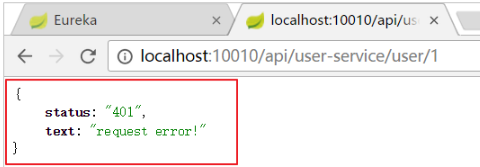 Eureka
localhost:10010/api/us
localhost:10010/api/user-service/user/1
{
status: "401",
text: "request error!"
}